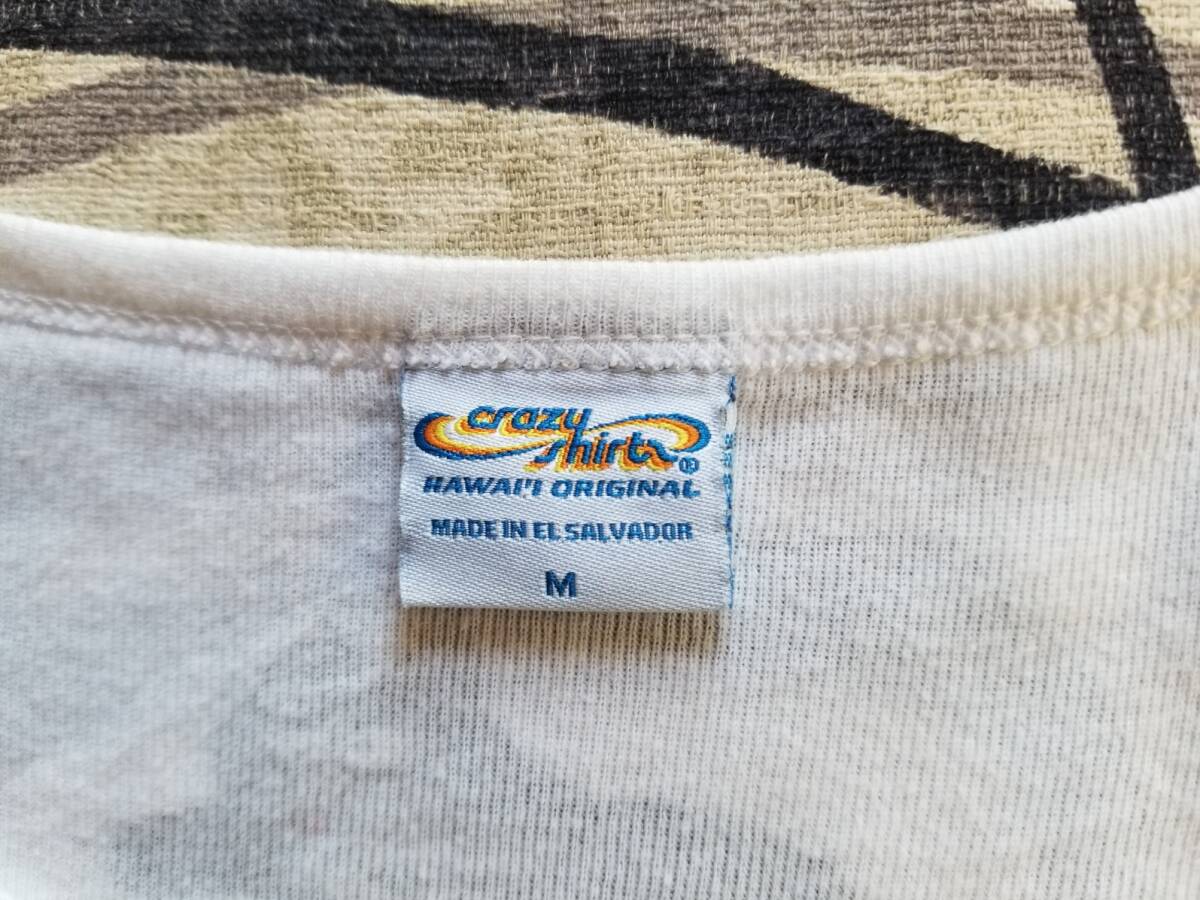 crazy
shirts®
HAWAI'I ORIGINAL
MADE IN EL SALVADOR
M